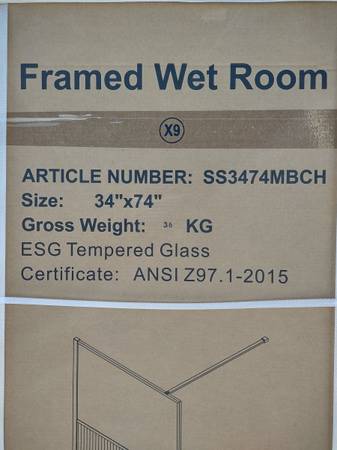 Framed Wet Room
X9
ARTICLE NUMBER: SS3474MBCH
Size: 34"x74"
Gross Weight: 36 KG
ESG Tempered Glass
Certificate: ANSI Z97.1-2015